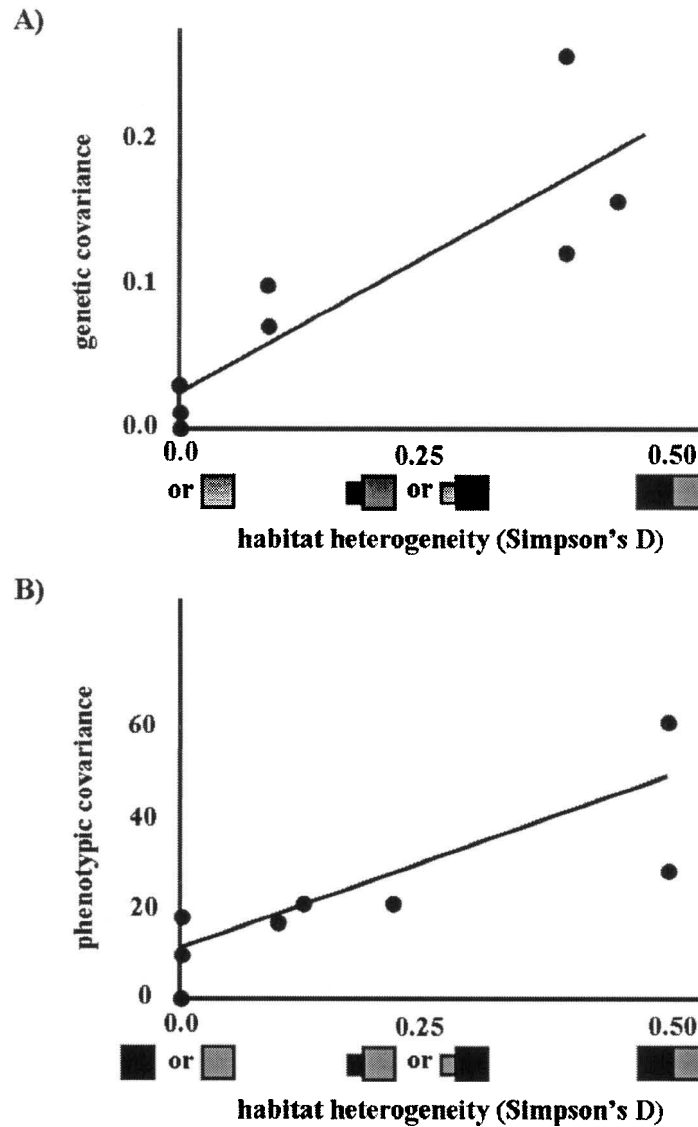 A)
genetic covariance
0.2
0.1
0.0
0.0 0.25 0.50
or or
habitat heterogeneity (Simpson's D)
B)
phenotypic covariance
60
40
20
0
0.0 0.25 0.50
or or
habitat heterogeneity (Simpson's D)